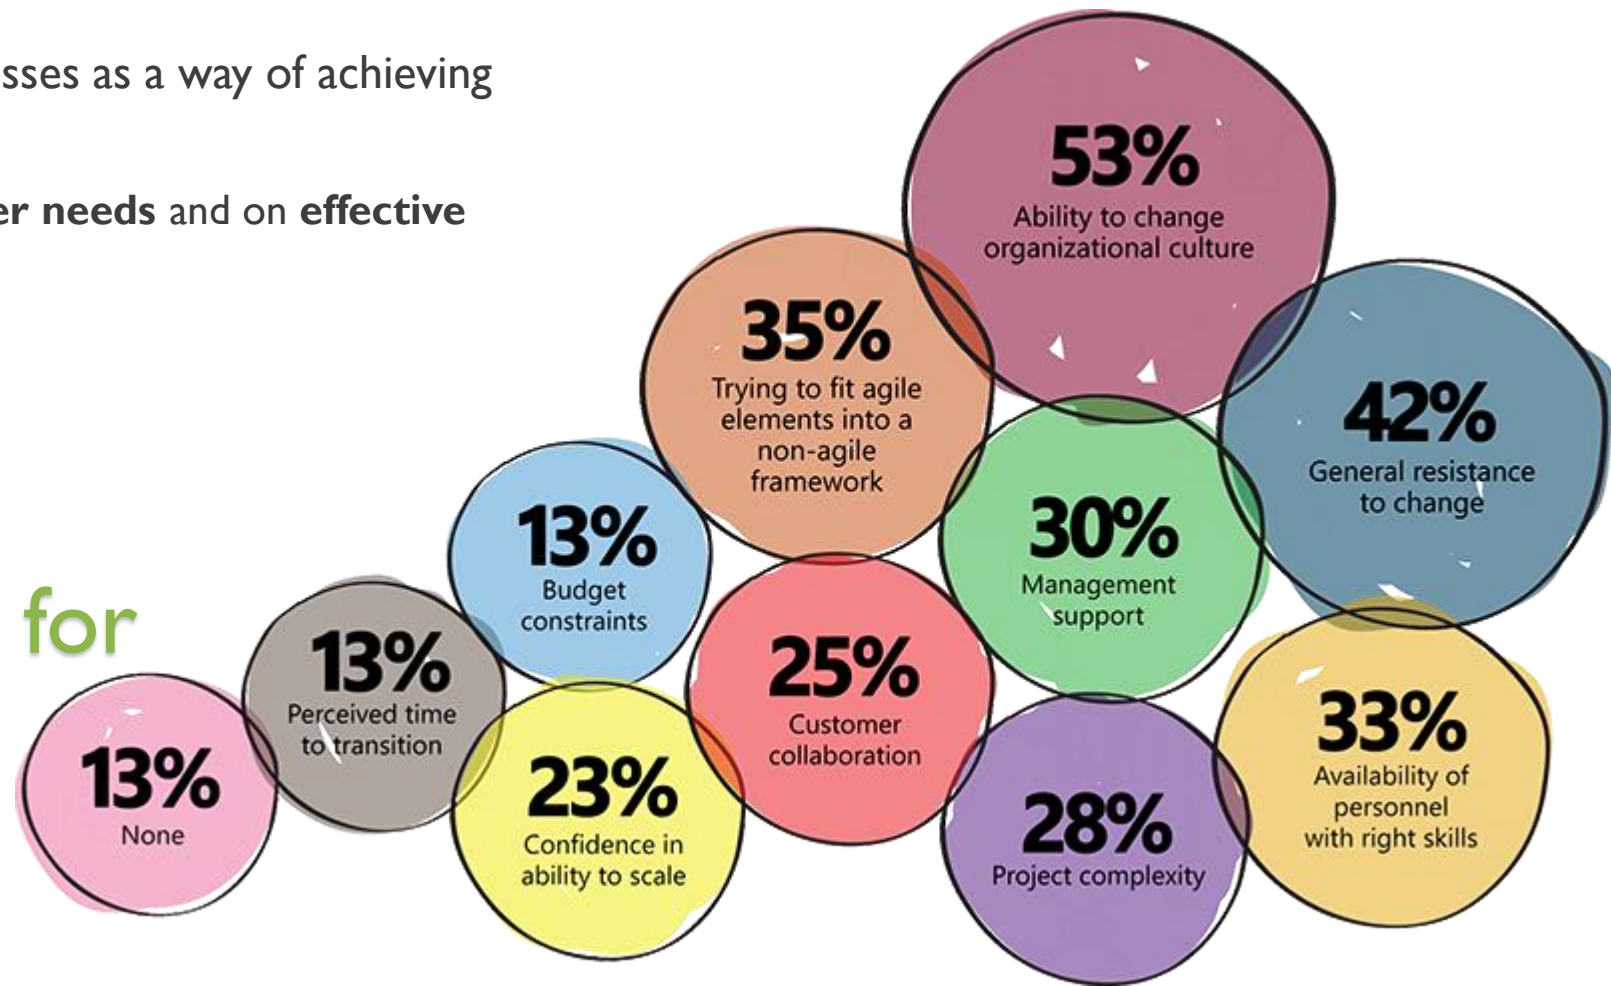 sses as a way of achieving
er needs and on effective
for
53%
Ability to change
organizational culture
35%
Trying to fit agile
elements into a
non-agile
framework
42%
General resistance
to change
13%
Budget
constraints
30%
Management
support
13%
Perceived time
to transition
25%
Customer
collaboration
33%
Availability of
personnel
with right skills
13%
None
23%
Confidence in
ability to scale
28%
Project complexity